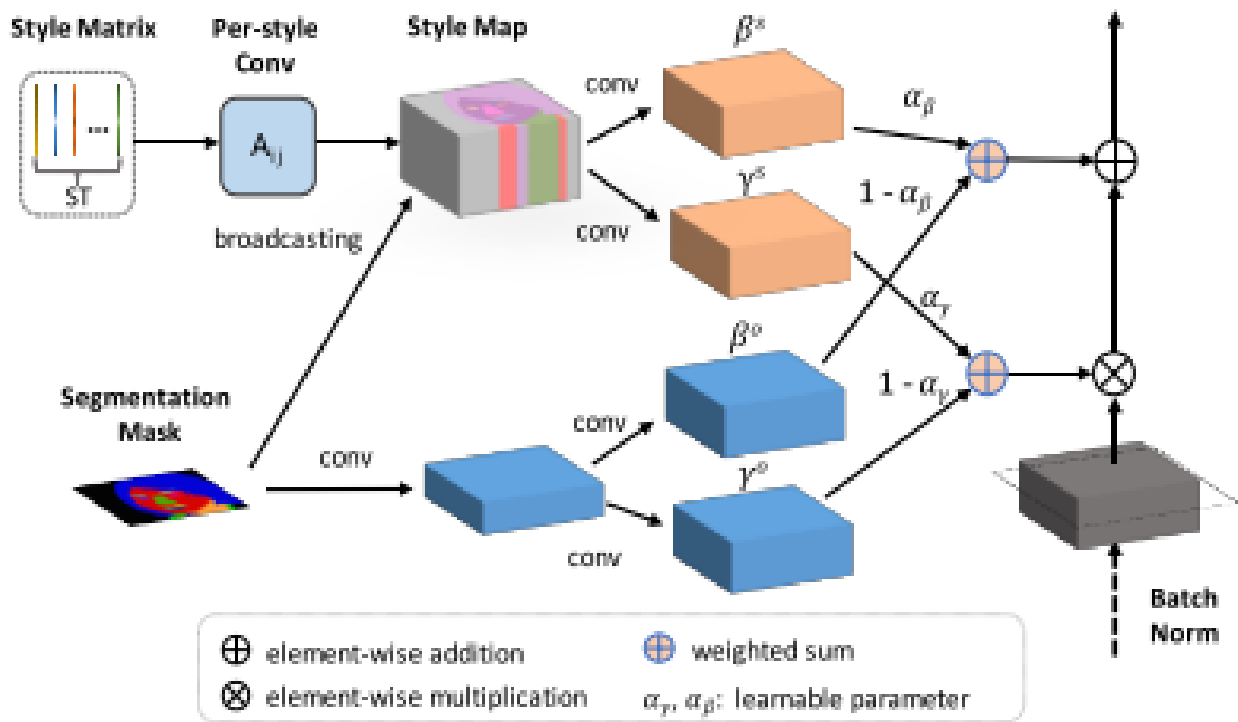 Style Matrix
Per-style
Conv
Style Map
ST
A_ij
broadcasting
conv
conv
β^s
γ^s
α_β
1 - α_β
α_γ
1 - α_γ
Segmentation
Mask
conv
conv
conv
β^o
γ^o
Batch
Norm
⊕ element-wise addition
⊗ element-wise multiplication
⊕ weighted sum
α_γ, α_β: learnable parameter